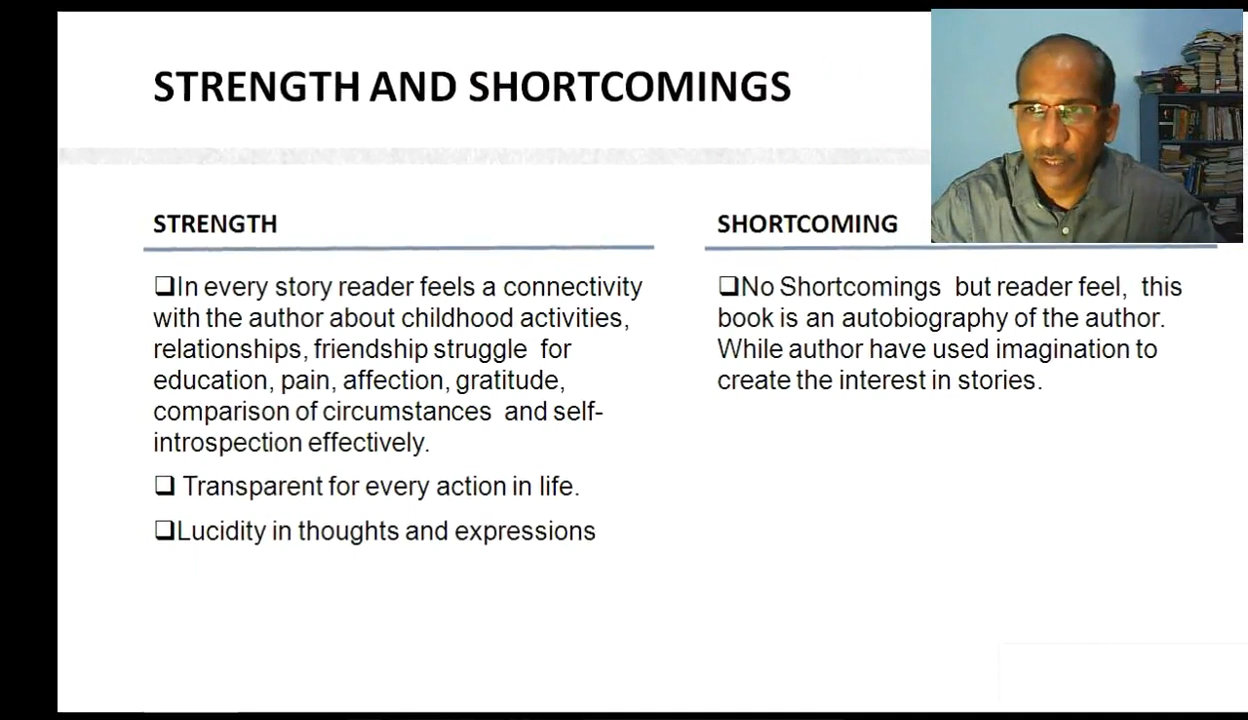 STRENGTH AND SHORTCOMINGS
STRENGTH
❑In every story reader feels a connectivity
with the author about childhood activities,
relationships, friendship struggle for
education, pain, affection, gratitude,
comparison of circumstances and self-
introspection effectively.
❑ Transparent for every action in life.
❑Lucidity in thoughts and expressions
SHORTCOMING
❑No Shortcomings but reader feel, this
book is an autobiography of the author.
While author have used imagination to
create the interest in stories.